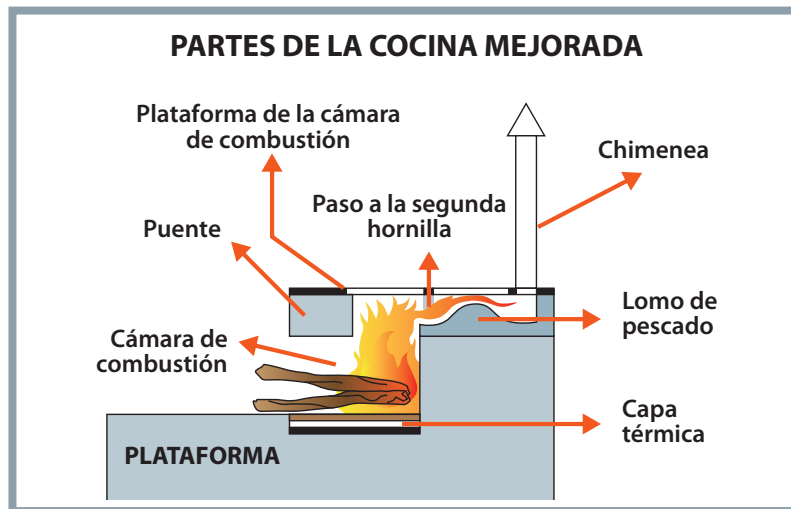 PARTES DE LA COCINA MEJORADA
Plataforma de la cámara
de combustión
Chimenea
Paso a la segunda
hornilla
Puente
Lomo de
pescado
Cámara de
combustión
Capa
térmica
PLATAFORMA